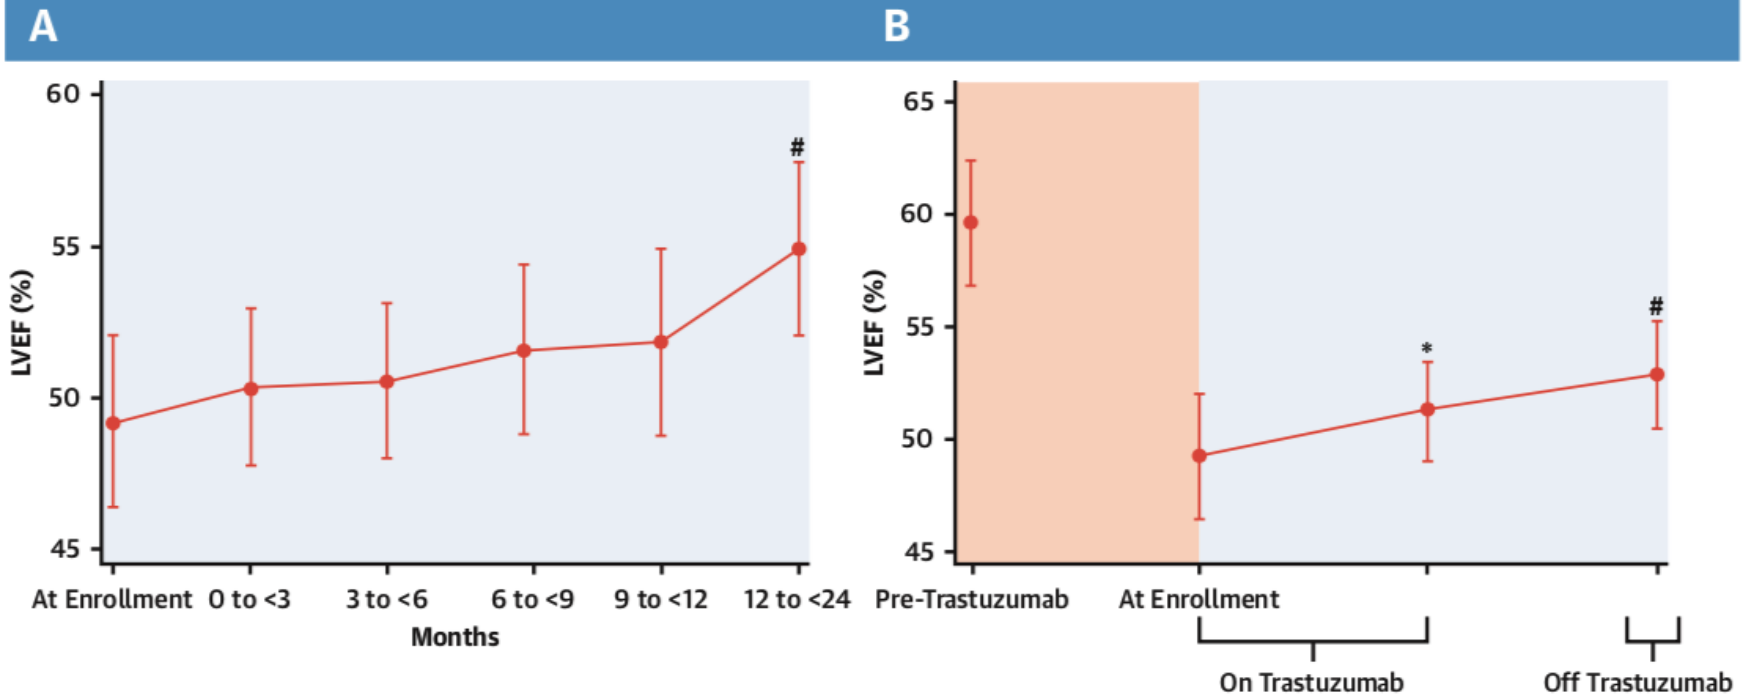 A
B
60
55
50
45
LVEF (%)
#
At Enrollment 0 to <3 3 to <6 6 to <9 9 to <12 12 to <24
Months
65
60
55
50
45
LVEF (%)
*
#
Pre-Trastuzumab At Enrollment
On Trastuzumab Off Trastuzumab